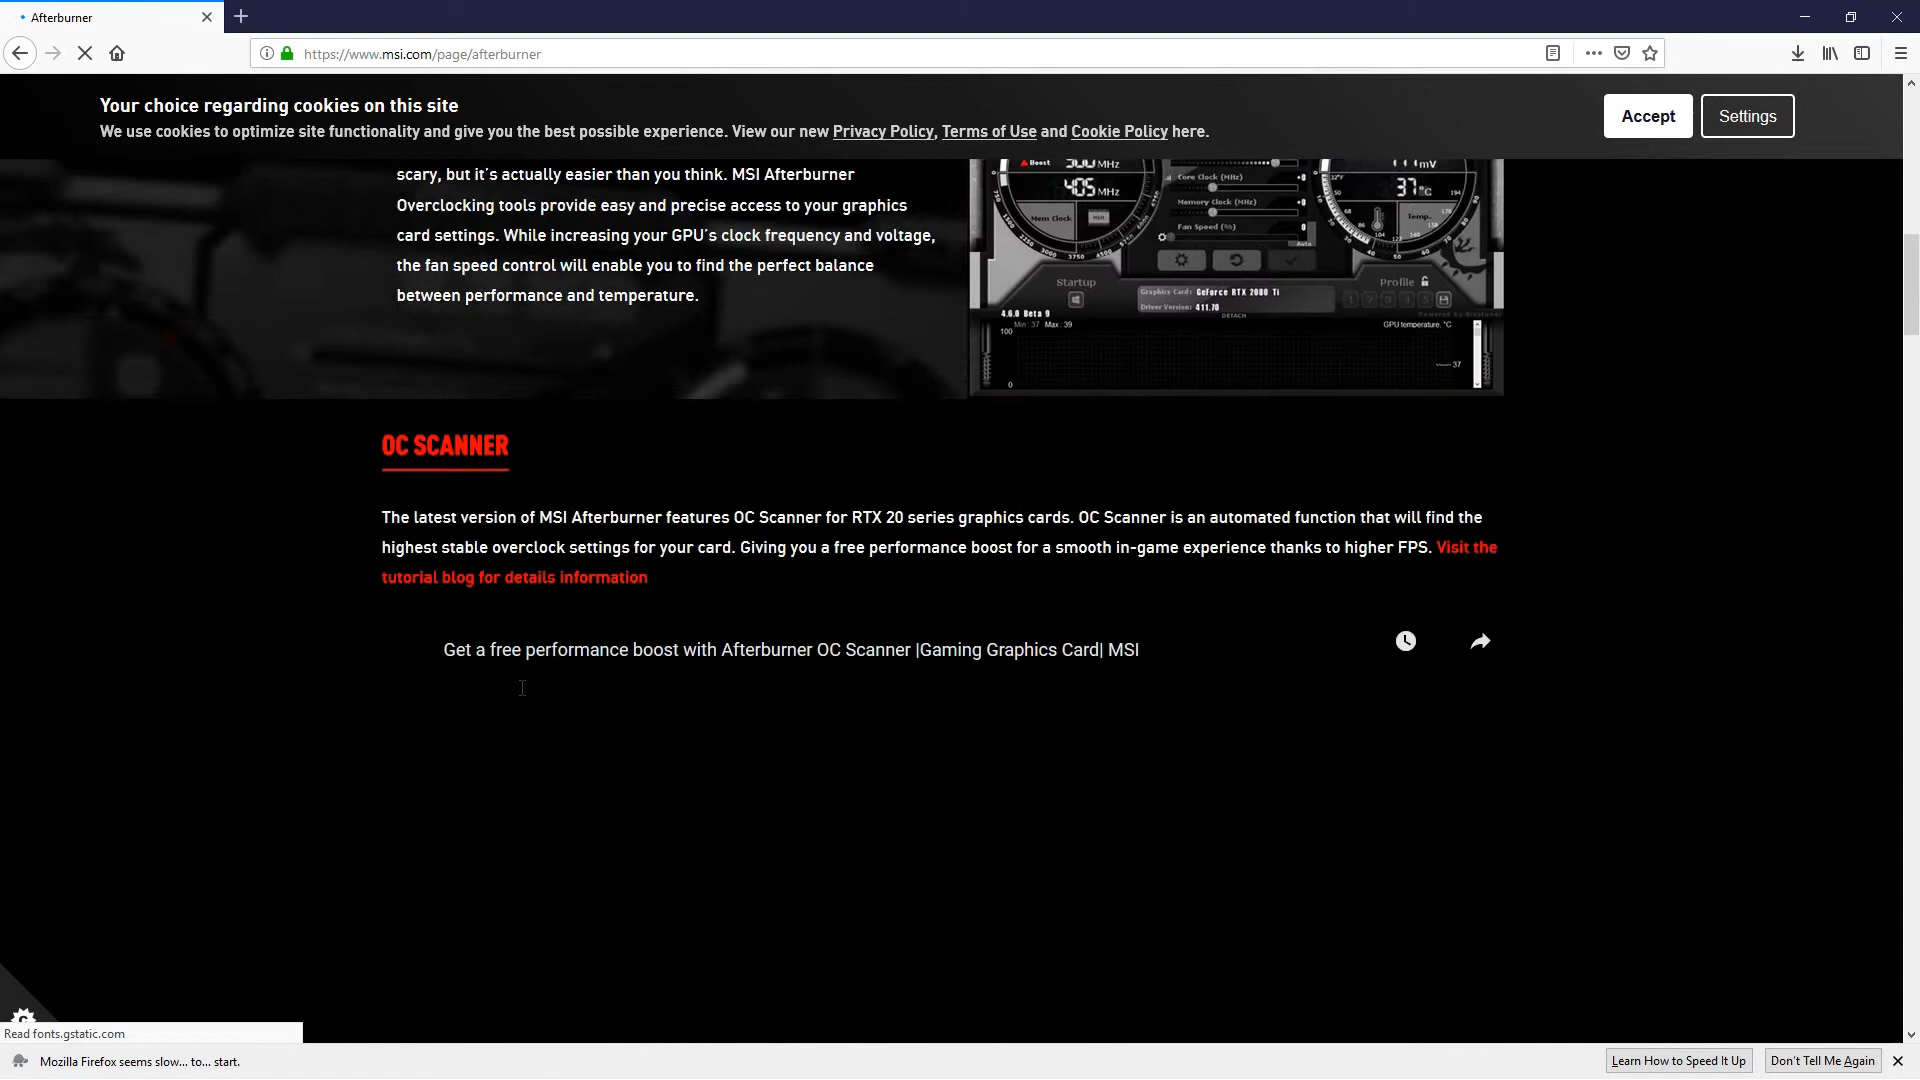 Afterburner
https://www.msi.com/page/afterburner
Your choice regarding cookies on this site
We use cookies to optimize site functionality and give you the best possible experience. View our new Privacy Policy, Terms of Use and Cookie Policy here.
Accept
Settings
scary, but it's actually easier than you think. MSI Afterburner
Overclocking tools provide easy and precise access to your graphics
card settings. While increasing your GPU's clock frequency and voltage,
the fan speed control will enable you to find the perfect balance
between performance and temperature.
Boost
MHz
405 MHz
Mem Clock
Core Clock (MHz) +0
Memory Clock (MHz) +0
Fan Speed (%) 0
Auto
mV
37°C
Temp.
Startup
Profile
1 2 3 4 5
Graphics Card: GeForce RTX 2080 Ti
Driver Version: 411.70
DETACH
4.6.0 Beta 9
Min : 37 Max : 39
GPU temperature, °C
100
37
0
OC SCANNER
The latest version of MSI Afterburner features OC Scanner for RTX 20 series graphics cards. OC Scanner is an automated function that will find the
highest stable overclock settings for your card. Giving you a free performance boost for a smooth in-game experience thanks to higher FPS. Visit the
tutorial blog for details information
Get a free performance boost with Afterburner OC Scanner |Gaming Graphics Card| MSI
Read fonts.gstatic.com
Mozilla Firefox seems slow... to... start.
Learn How to Speed It Up
Don't Tell Me Again